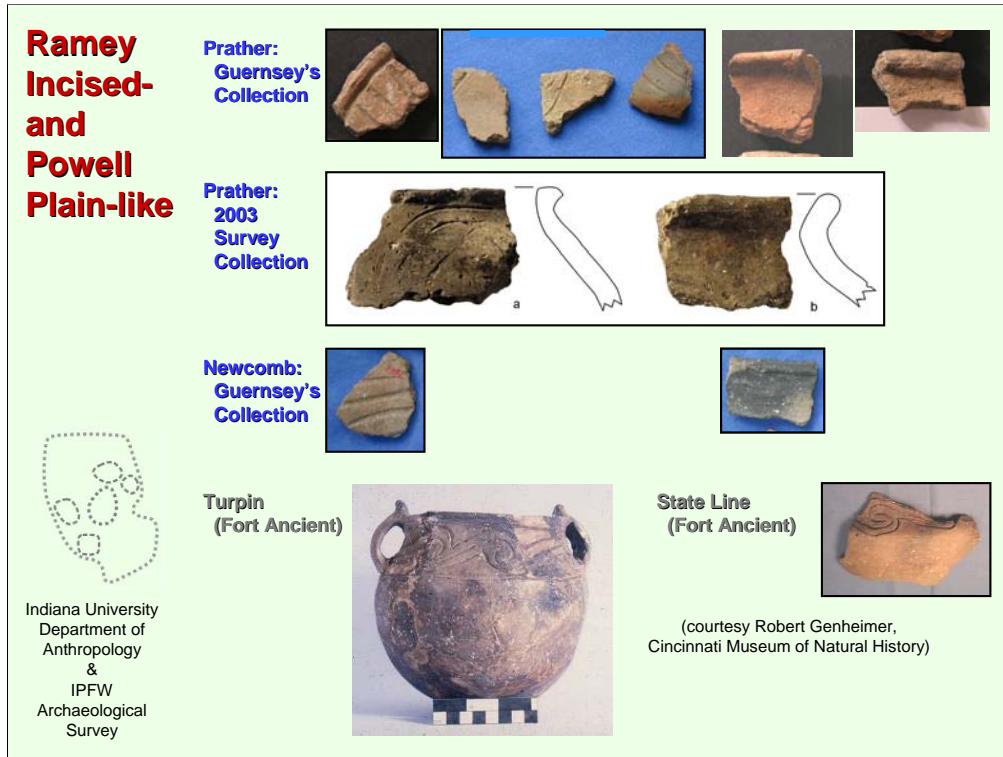 Ramey
Incised-
and
Powell
Plain-like
Prather:
Guernsey's
Collection
Prather:
2003
Survey
Collection
a
b
Newcomb:
Guernsey's
Collection
Turpin
(Fort Ancient)
State Line
(Fort Ancient)
(courtesy Robert Genheimer,
Cincinnati Museum of Natural History)
Indiana University
Department of
Anthropology
&
IPFW
Archaeological
Survey